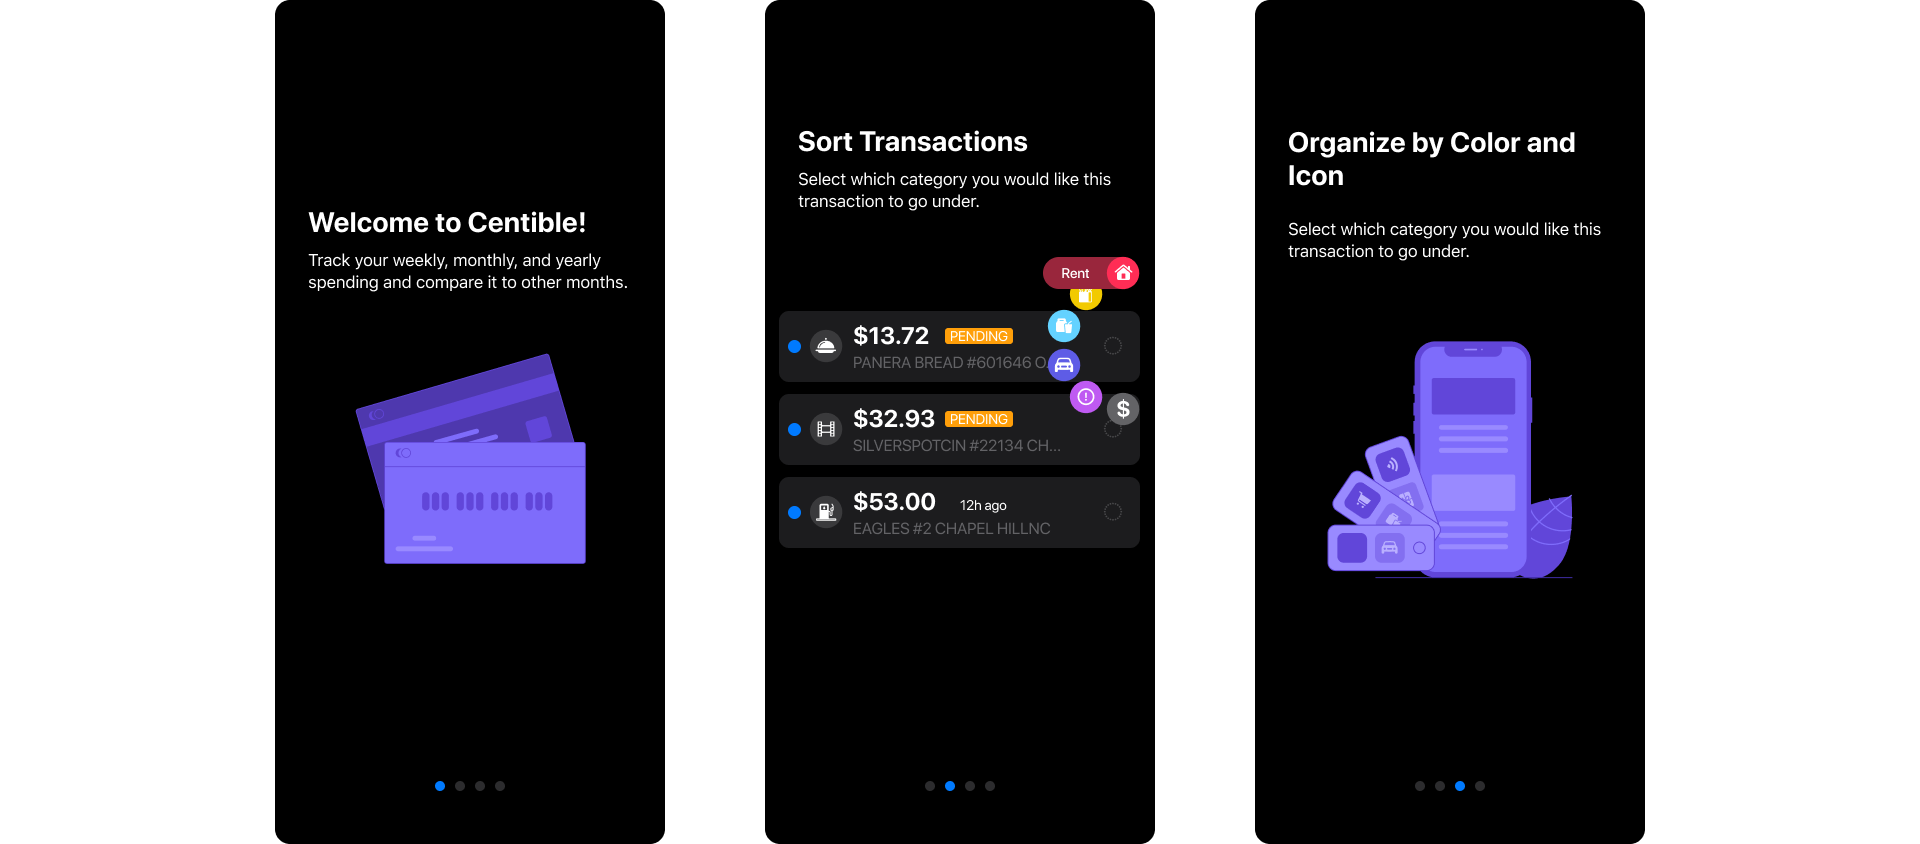 Welcome to Centible!
Track your weekly, monthly, and yearly
spending and compare it to other months.
Sort Transactions
Select which category you would like this
transaction to go under.
Rent
$13.72 PENDING
PANERA BREAD #601646 O...
$
$32.93 PENDING
SILVERSPOTCIN #22134 CH...
$53.00 12h ago
EAGLES #2 CHAPEL HILLNC
Organize by Color and
Icon
Select which category you would like this
transaction to go under.